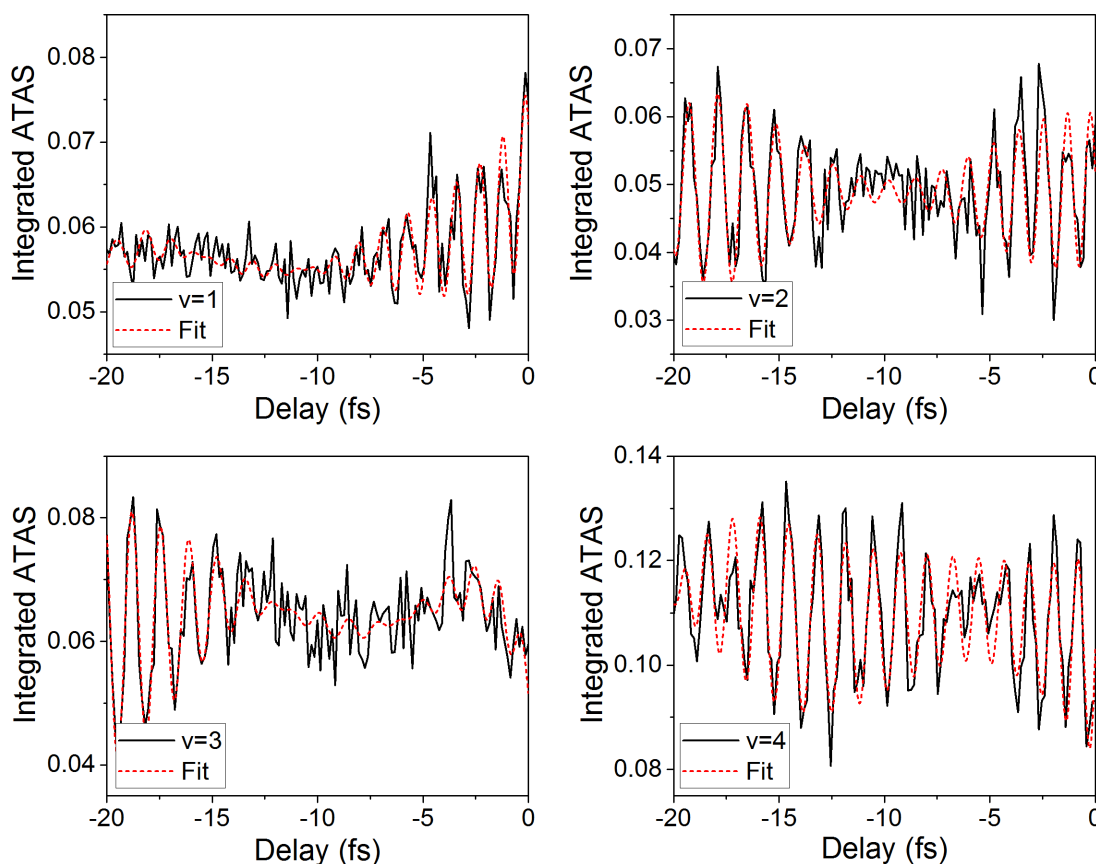 Integrated ATAS
0.08
0.07
0.06
0.05
v=1
Fit
-20 -15 -10 -5 0
Delay (fs)
Integrated ATAS
0.07
0.06
0.05
0.04
0.03
v=2
Fit
-20 -15 -10 -5 0
Delay (fs)
Integrated ATAS
0.08
0.06
0.04
v=3
Fit
-20 -15 -10 -5 0
Delay (fs)
Integrated ATAS
0.14
0.12
0.10
0.08
v=4
Fit
-20 -15 -10 -5 0
Delay (fs)